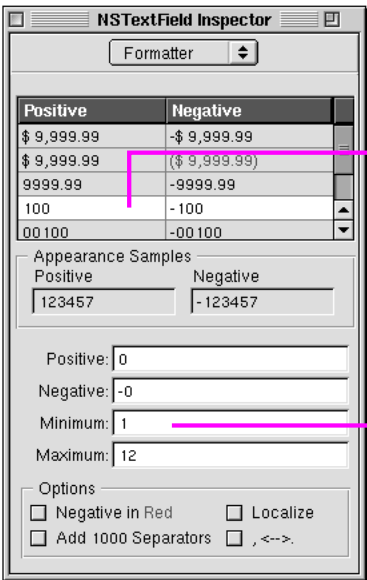 NSTextField Inspector
Formatter
Positive Negative
$ 9,999.99 -$ 9,999.99
$ 9,999.99 ($ 9,999.99)
9999.99 -9999.99
100 -100
00100 -00100
Appearance Samples
Positive Negative
123457 -123457
Positive: 0
Negative: -0
Minimum: 1
Maximum: 12
Options
Negative in Red Localize
Add 1000 Separators , <-->.